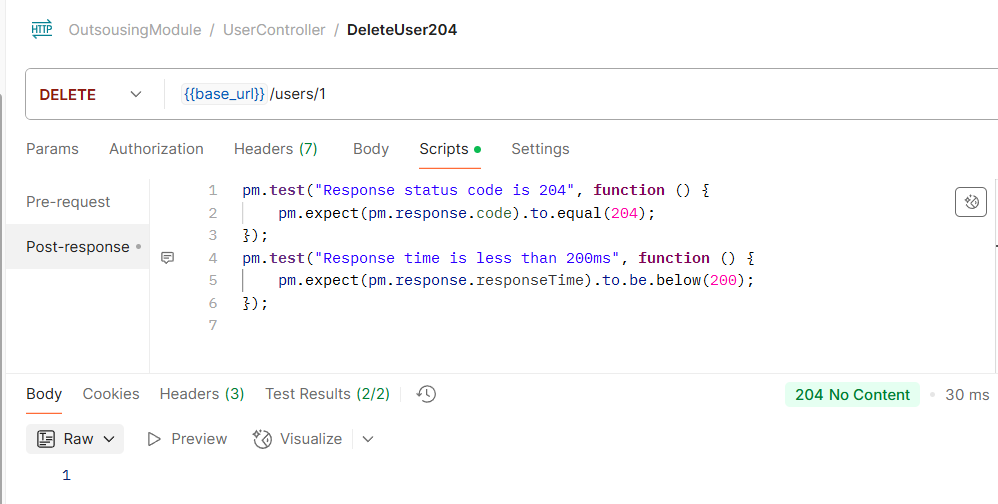 HTTP OutsousingModule / UserController / DeleteUser204
DELETE {{base_url}} /users/1
Params Authorization Headers (7) Body Scripts Settings
Pre-request
Post-response
1 pm.test("Response status code is 204", function () {
2 pm.expect(pm.response.code).to.equal(204);
3 });
4 pm.test("Response time is less than 200ms", function () {
5 pm.expect(pm.response.responseTime).to.be.below(200);
6 });
7
Body Cookies Headers (3) Test Results (2/2) 204 No Content • 30 ms
Raw Preview Visualize
1